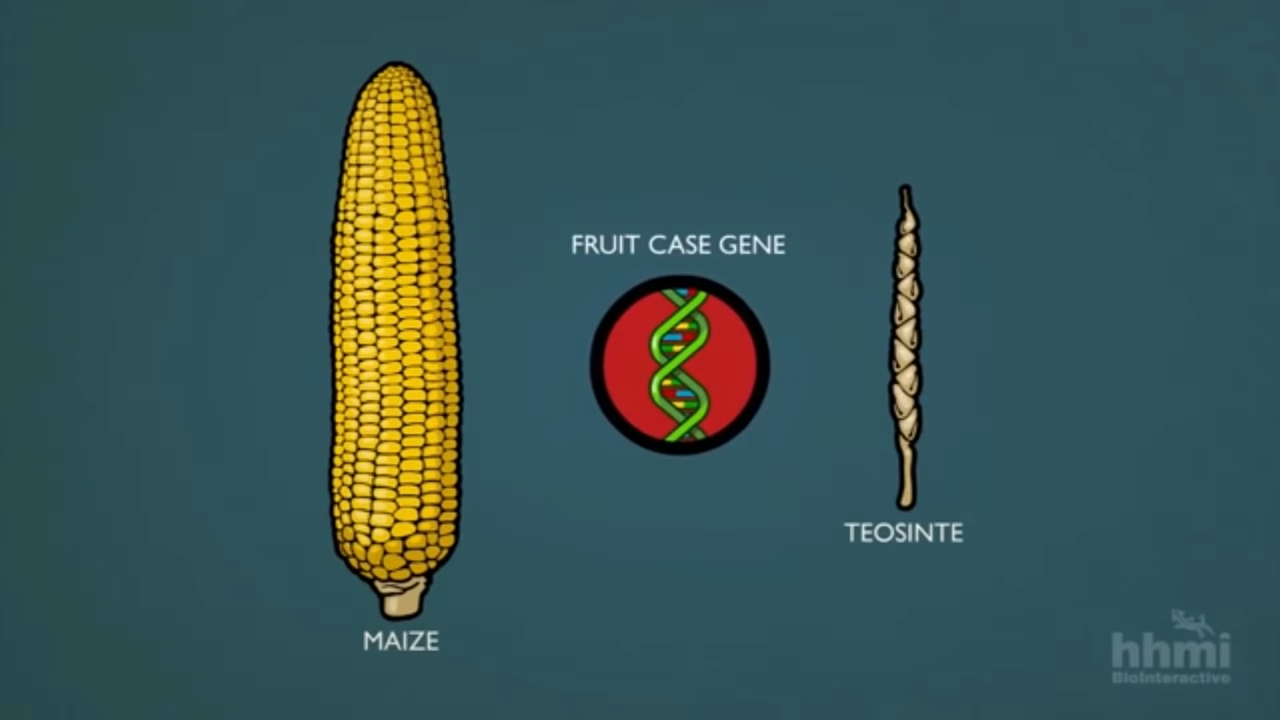 FRUIT CASE GENE
TEOSINTE
MAIZE
hhmi
BioInteractive